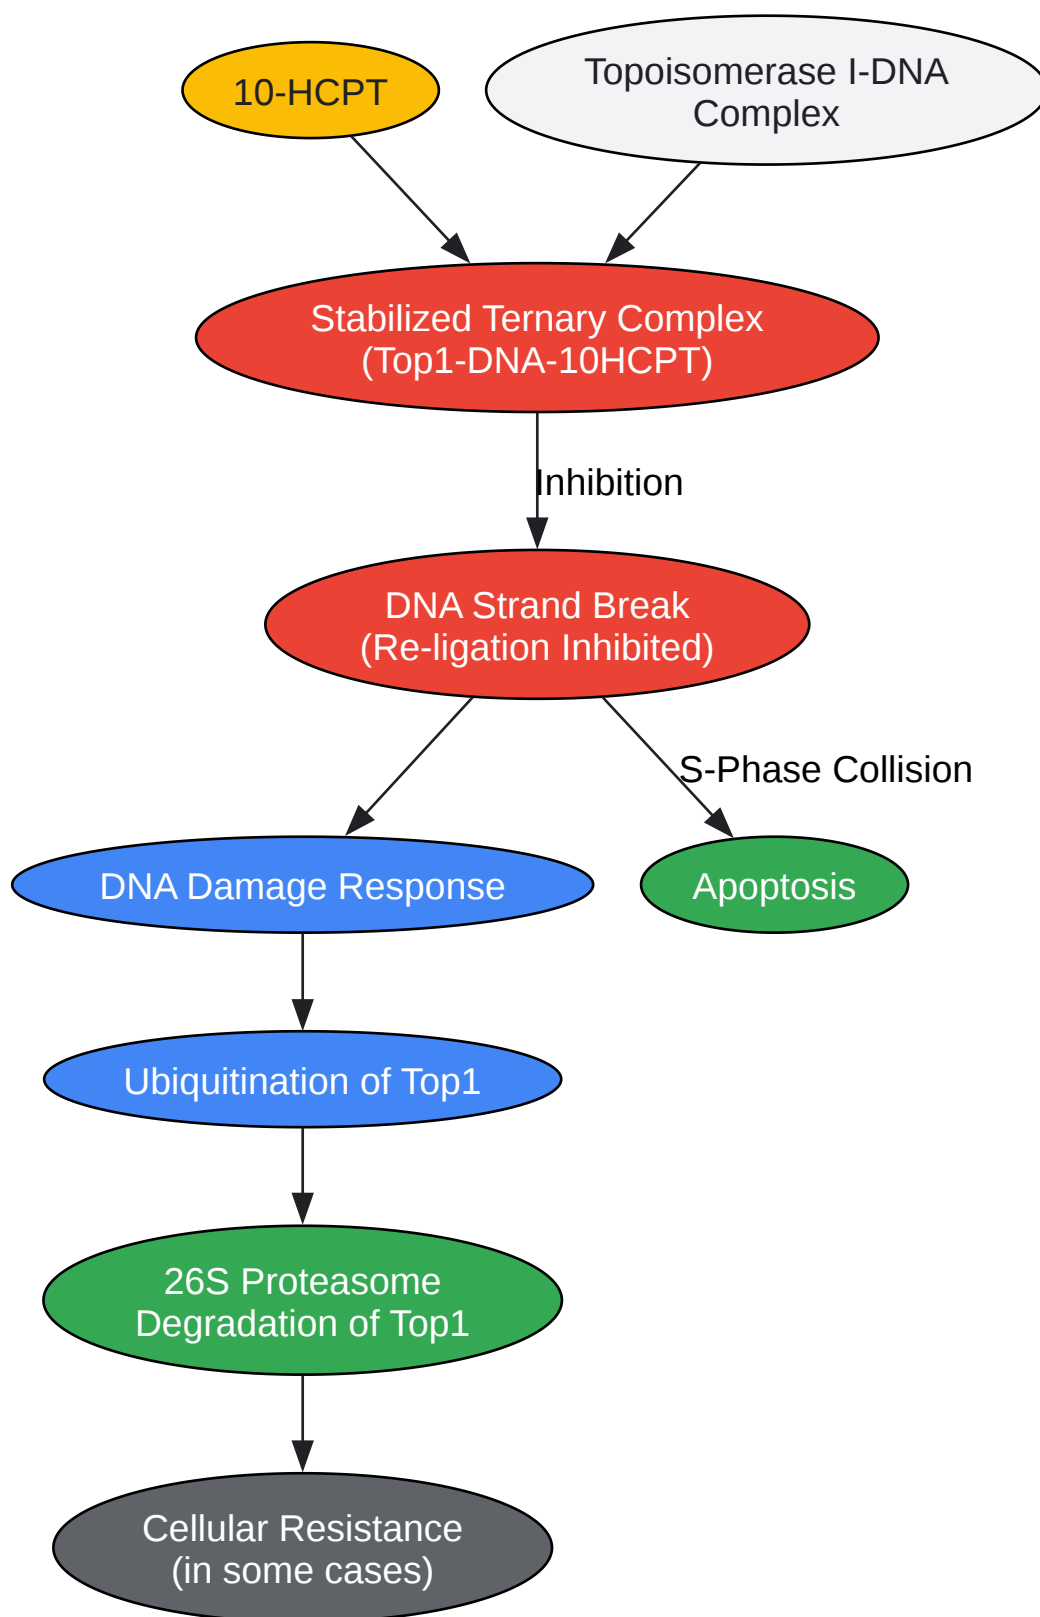 10-HCPT
Topoisomerase I-DNA
Complex
Stabilized Ternary Complex
(Top1-DNA-10HCPT)
Inhibition
DNA Strand Break
(Re-ligation Inhibited)
S-Phase Collision
DNA Damage Response
Apoptosis
Ubiquitination of Top1
26S Proteasome
Degradation of Top1
Cellular Resistance
(in some cases)